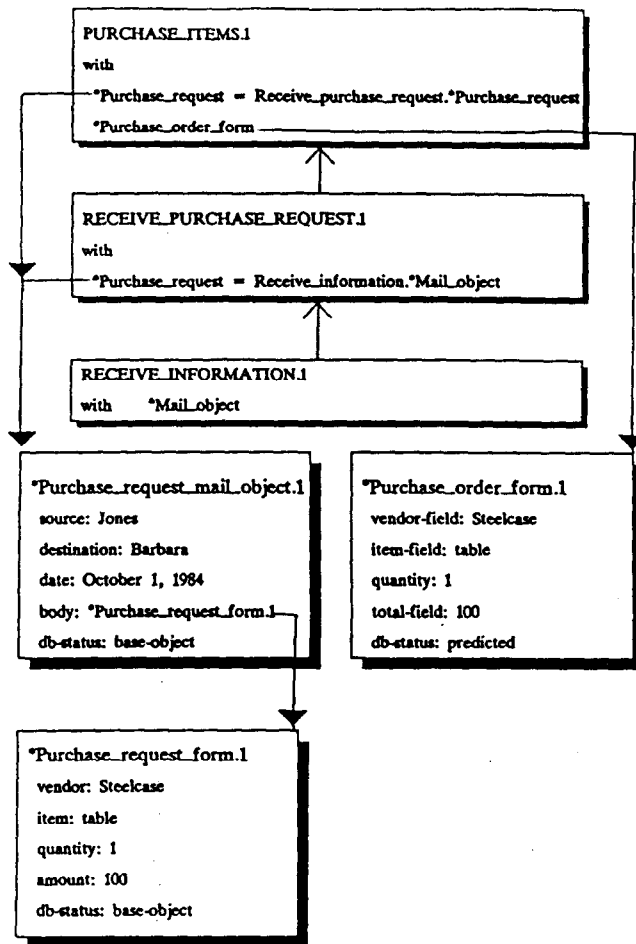 PURCHASE_ITEMS.1
with
*Purchase_request = Receive_purchase_request.*Purchase_request
*Purchase_order_form
RECEIVE_PURCHASE_REQUEST.1
with
*Purchase_request = Receive_information.*Mail_object
RECEIVE_INFORMATION.1
with *Mail_object
*Purchase_request_mail_object.1
source: Jones
destination: Barbara
date: October 1, 1984
body: *Purchase_request_form.1
db-status: base-object
*Purchase_order_form.1
vendor-field: Steelcase
item-field: table
quantity: 1
total-field: 100
db-status: predicted
*Purchase_request_form.1
vendor: Steelcase
item: table
quantity: 1
amount: 100
db-status: base-object